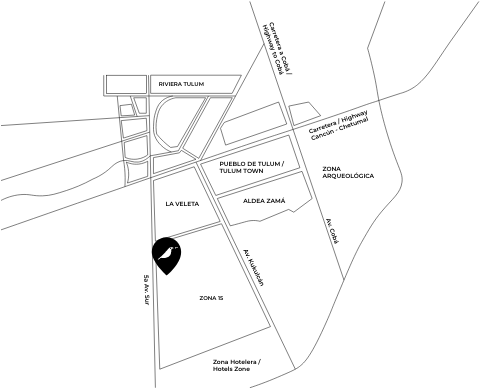 Carretera a Cobá /
Highway to Cobá
RIVIERA TULUM
Carretera / Highway
Cancún - Chetumal
PUEBLO DE TULUM /
TULUM TOWN
ZONA
ARQUEOLÓGICA
LA VELETA
ALDEA ZAMÁ
Av. Cobá
Av. Kukulcán
5a Av. Sur
ZONA 15
Zona Hotelera /
Hotels Zone